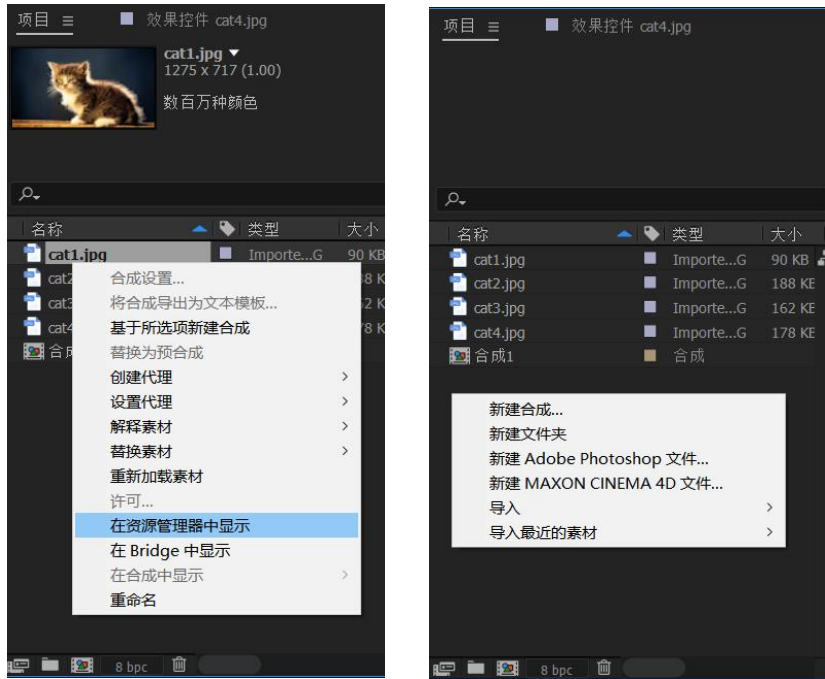 项目
效果控件 cat4.jpg
cat1.jpg
1275 x 717 (1.00)
数百万种颜色
名称 类型 大小
cat1.jpg Importe...G 90 KB
cat2
cat3
cat4
合成设置...
将合成导出为文本模板...
基于所选项新建合成
替换为预合成
创建代理
设置代理
解释素材
替换素材
重新加载素材
许可...
在资源管理器中显示
在 Bridge 中显示
在合成中显示
重命名
8 bpc
项目
效果控件 cat4.jpg
名称 类型 大小
cat1.jpg Importe...G 90 KB
cat2.jpg Importe...G 188 KB
cat3.jpg Importe...G 162 KB
cat4.jpg Importe...G 178 KB
合成1 合成
新建合成...
新建文件夹
新建 Adobe Photoshop 文件...
新建 MAXON CINEMA 4D 文件...
导入
导入最近的素材
8 bpc